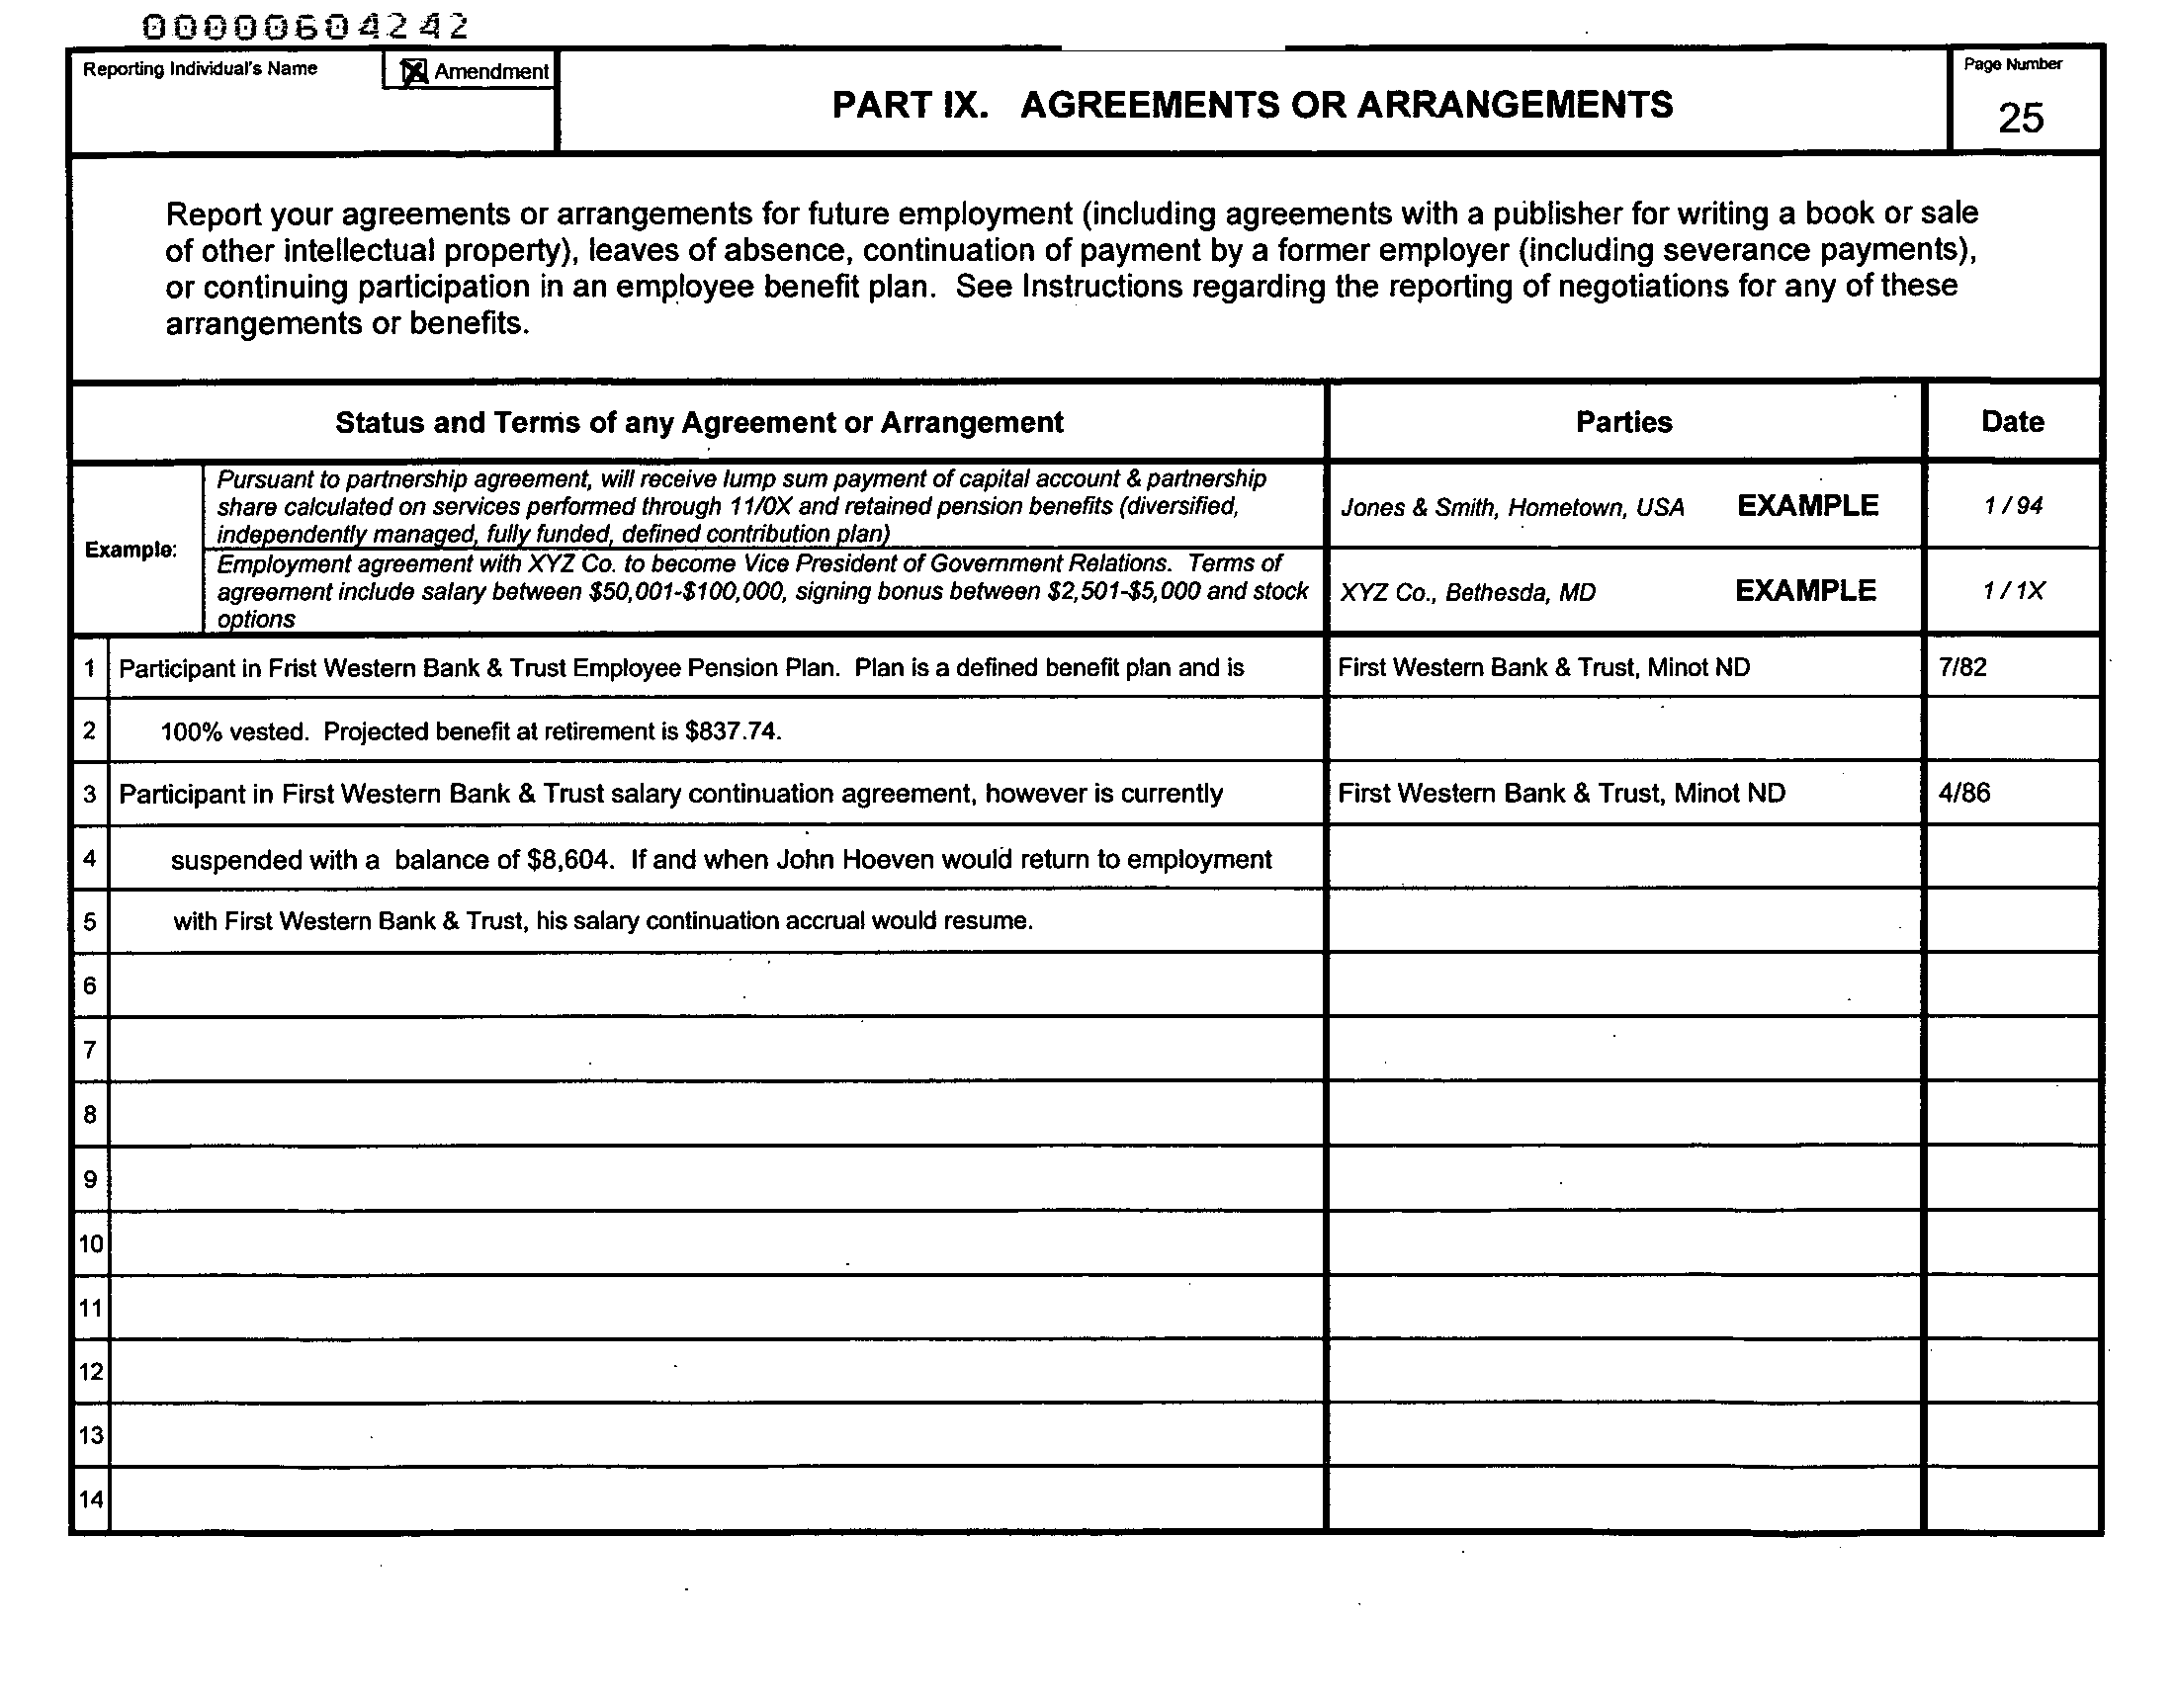 00000604242
Reporting Individual's Name
Amendment
PART IX. AGREEMENTS OR ARRANGEMENTS
Page Number
25
Report your agreements or arrangements for future employment (including agreements with a publisher for writing a book or sale
of other intellectual property), leaves of absence, continuation of payment by a former employer (including severance payments),
or continuing participation in an employee benefit plan. See Instructions regarding the reporting of negotiations for any of these
arrangements or benefits.
Status and Terms of any Agreement or Arrangement
Parties
Date
Example:
Pursuant to partnership agreement, will receive lump sum payment of capital account & partnership
share calculated on services performed through 11/0X and retained pension benefits (diversified,
independently managed, fully funded, defined contribution plan)
Jones & Smith, Hometown, USA EXAMPLE
1 / 94
Employment agreement with XYZ Co. to become Vice President of Government Relations. Terms of
agreement include salary between $50,001-$100,000, signing bonus between $2,501-$5,000 and stock
options
XYZ Co., Bethesda, MD EXAMPLE
1 / 1X
1 Participant in Frist Western Bank & Trust Employee Pension Plan. Plan is a defined benefit plan and is
First Western Bank & Trust, Minot ND
7/82
2 100% vested. Projected benefit at retirement is $837.74.
3 Participant in First Western Bank & Trust salary continuation agreement, however is currently
First Western Bank & Trust, Minot ND
4/86
4 suspended with a balance of $8,604. If and when John Hoeven would return to employment
5 with First Western Bank & Trust, his salary continuation accrual would resume.
6
7
8
9
10
11
12
13
14